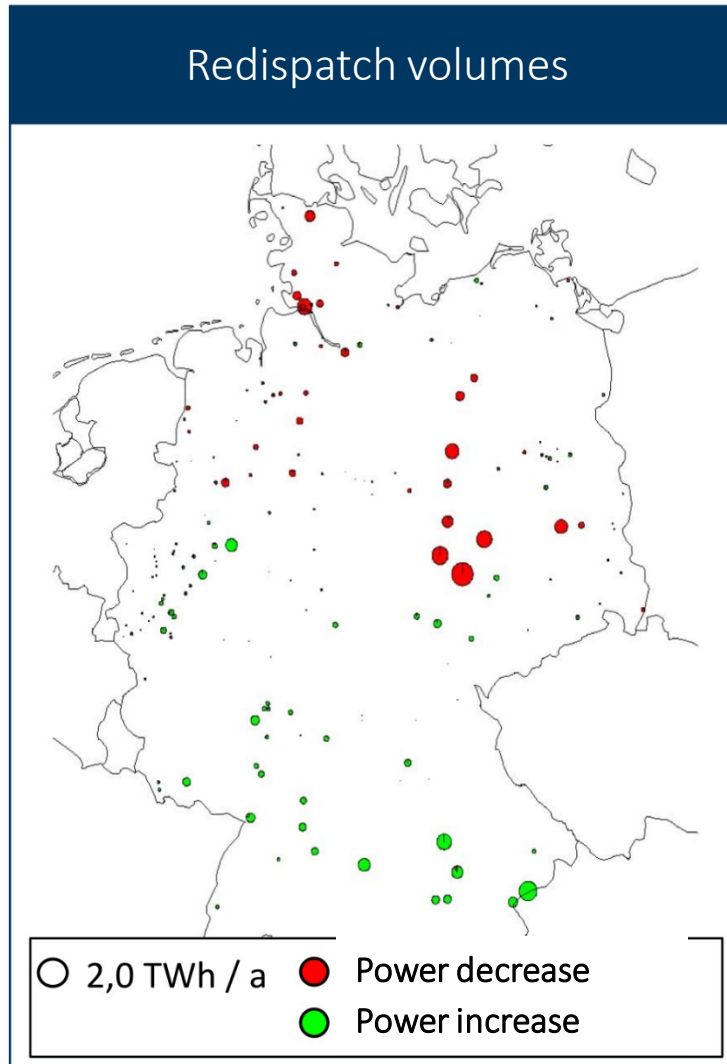 Redispatch volumes
2,0 TWh / a
Power decrease
Power increase